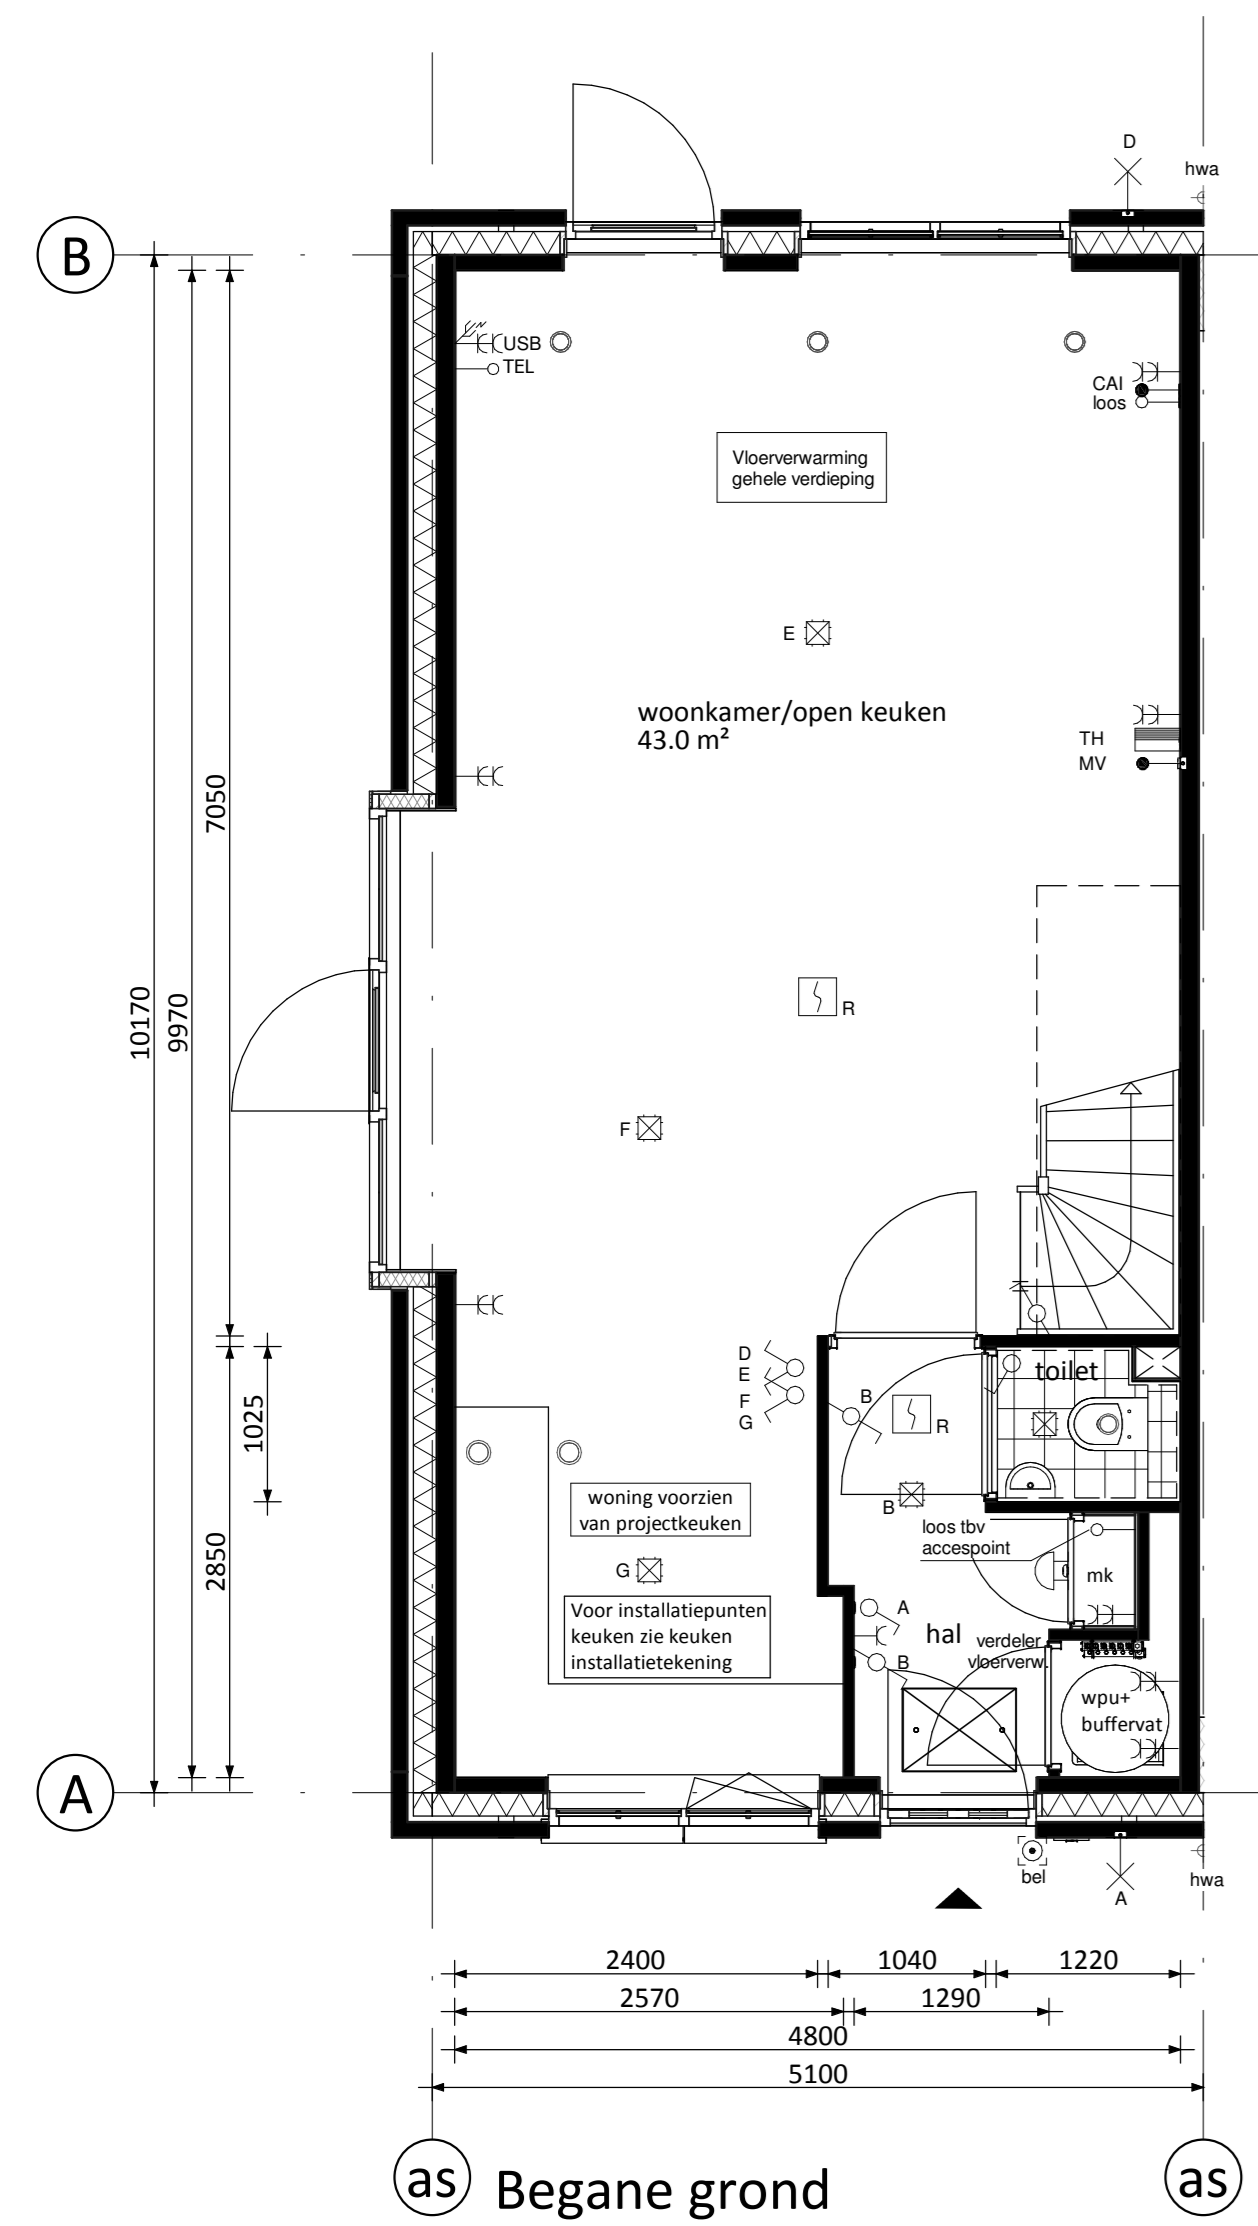 D
hwa
B
USB
TEL
CAI
loos
Vloerverwarming
gehele verdieping
E
woonkamer/open keuken
43.0 m²
TH
MV
7050
10170
9970
R
F
D
E
F
G
B
R
toilet
1025
woning voorzien
van projectkeuken
B
loos tbv
accespoint
2850
G
mk
Voor installatiepunten
keuken zie keuken
installatietekening
A
hal
verdeler
vloerverw.
B
wpu+
buffervat
A
bel
A
hwa
2400
1040
1220
2570
1290
4800
5100
as
Begane grond
as